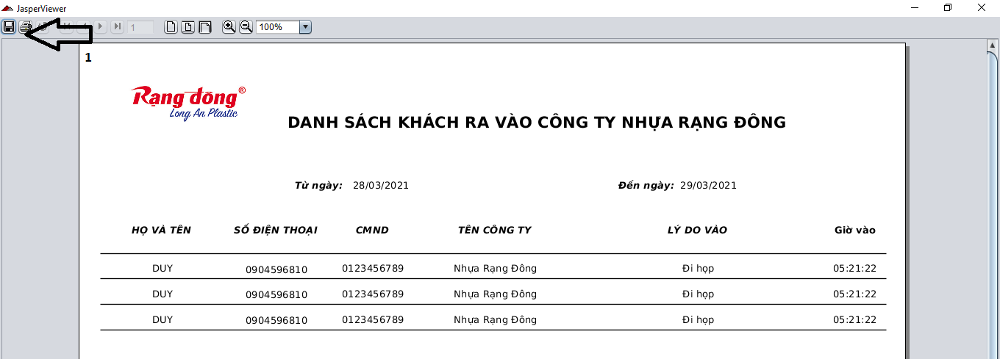 JasperViewer
1
100%
1
Rạng đông®
Long An Plastic
DANH SÁCH KHÁCH RA VÀO CÔNG TY NHỰA RẠNG ĐÔNG
Từ ngày: 28/03/2021 Đến ngày: 29/03/2021
HỌ VÀ TÊN SỐ ĐIỆN THOẠI CMND TÊN CÔNG TY LÝ DO VÀO Giờ vào
DUY 0904596810 0123456789 Nhựa Rạng Đông Đi họp 05:21:22
DUY 0904596810 0123456789 Nhựa Rạng Đông Đi họp 05:21:22
DUY 0904596810 0123456789 Nhựa Rạng Đông Đi họp 05:21:22